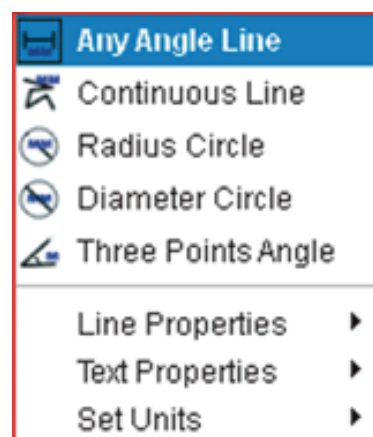 Any Angle Line
Continuous Line
Radius Circle
Diameter Circle
Three Points Angle
Line Properties
Text Properties
Set Units